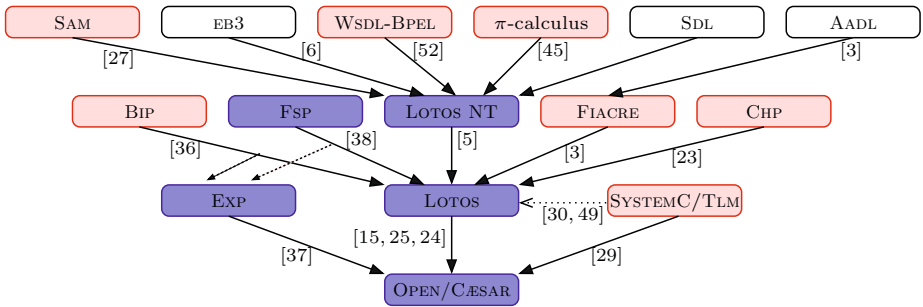 SAM EB3 WSDL-BPEL π-calculus SDL AADL
[27] [6] [52] [45] [3]
BIP FSP LOTOS NT FIACRE CHP
[36] [38] [5] [3] [23]
EXP LOTOS SYSTEMC/TLM
[30, 49]
[37] [15, 25, 24] [29]
OPEN/CÆSAR